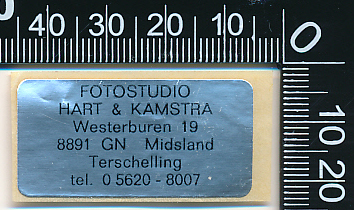 40 30 20 10 0
FOTOSTUDIO
HART & KAMSTRA
Westerburen 19
8891 GN Midsland
Terschelling
tel. 0 5620 - 8007
10
20